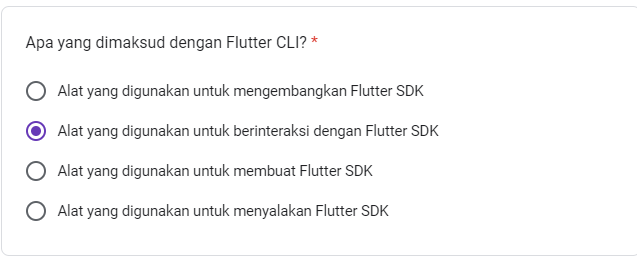 Apa yang dimaksud dengan Flutter CLI? *
Alat yang digunakan untuk mengembangkan Flutter SDK
Alat yang digunakan untuk berinteraksi dengan Flutter SDK
Alat yang digunakan untuk membuat Flutter SDK
Alat yang digunakan untuk menyalakan Flutter SDK